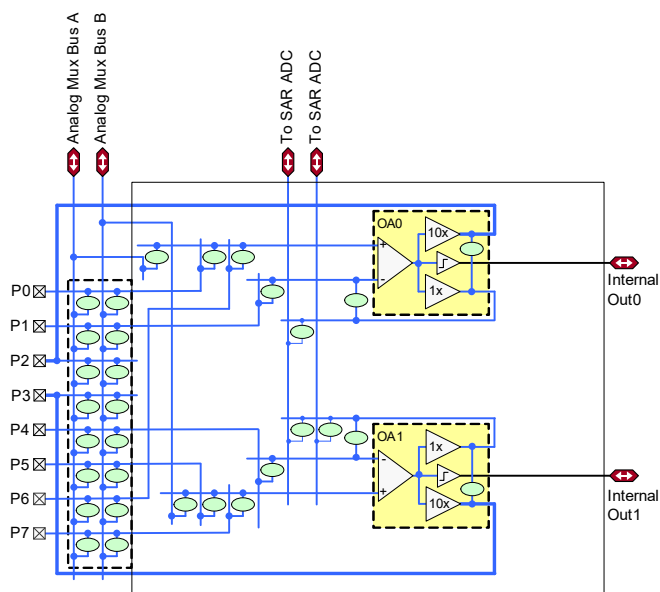 Analog Mux Bus A
Analog Mux Bus B
To SAR ADC
To SAR ADC
OA0
+
-
10x
1x
Internal
Out0
P0
P1
P2
P3
P4
P5
P6
P7
OA1
-
+
1x
10x
Internal
Out1